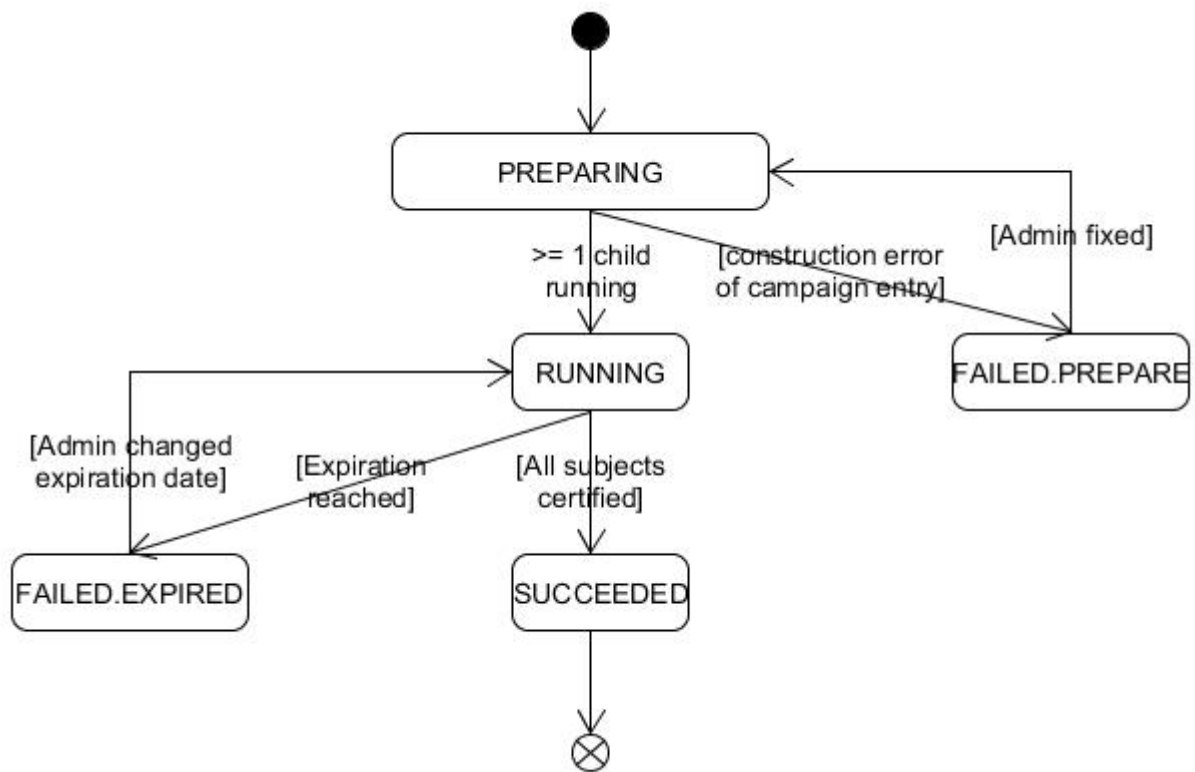 PREPARING
>= 1 child
running
[construction error
of campaign entry]
[Admin fixed]
RUNNING
FAILED.PREPARE
[Admin changed
expiration date]
[Expiration
reached]
[All subjects
certified]
FAILED.EXPIRED
SUCCEEDED